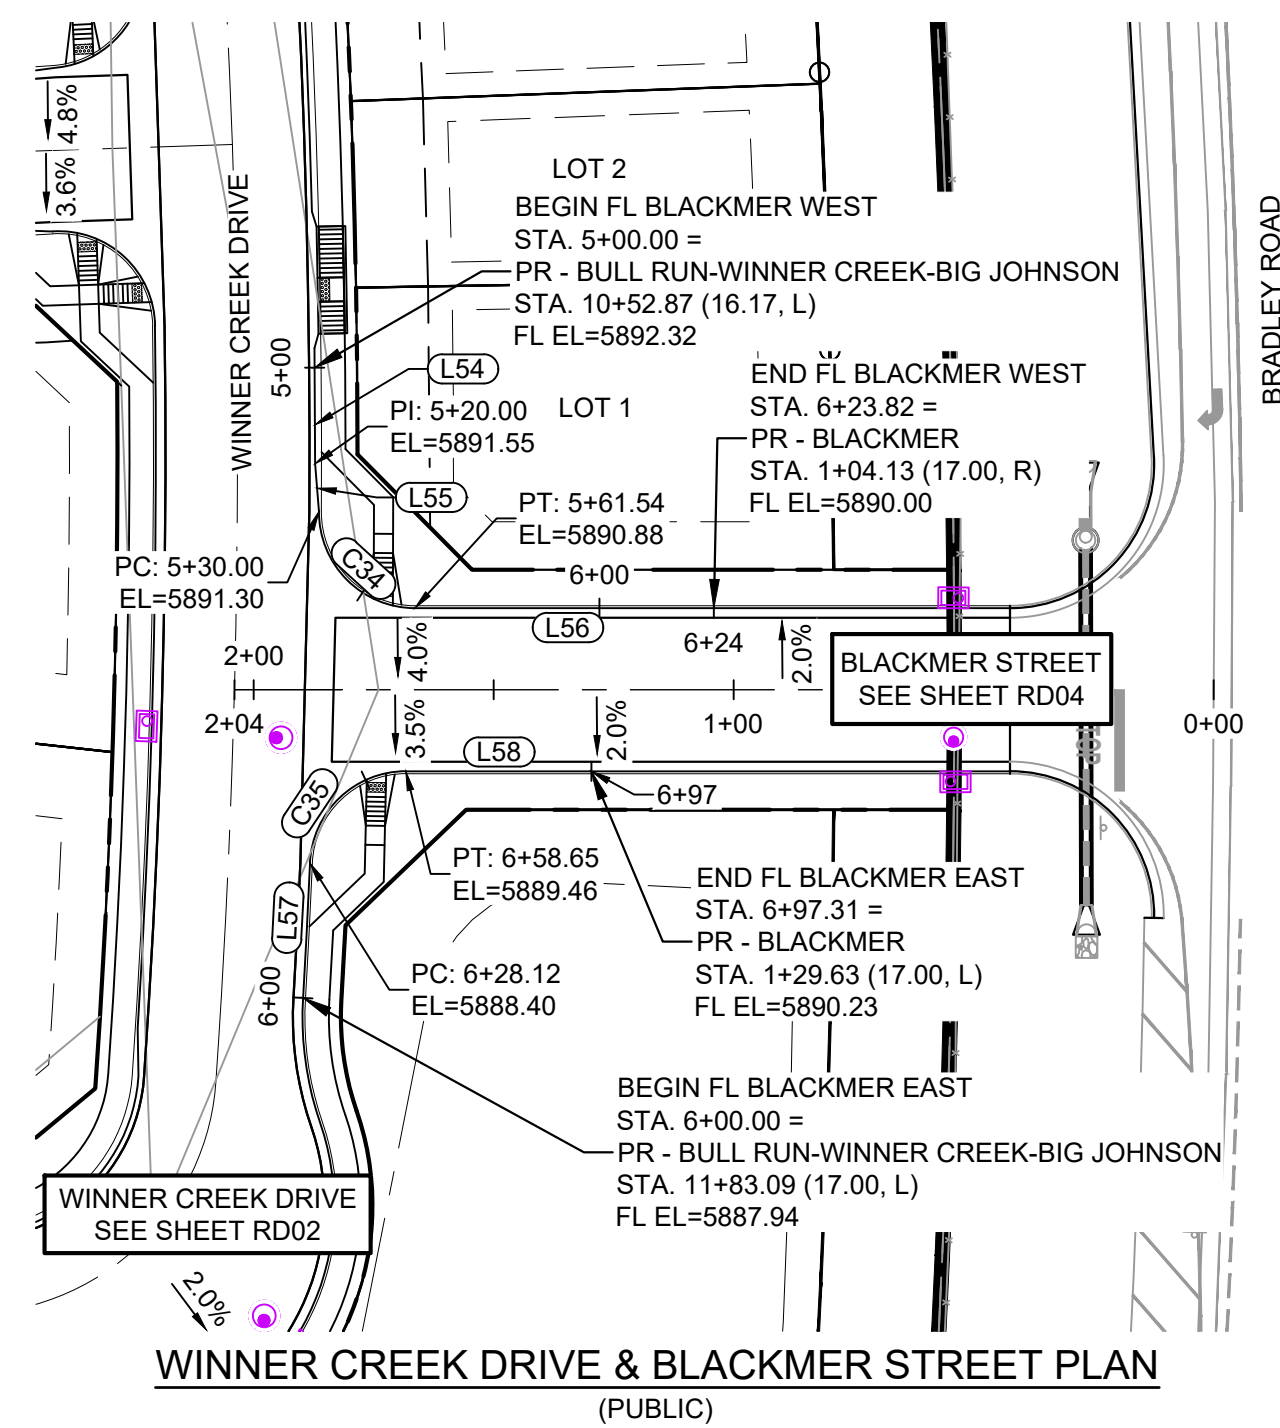 4.8%
3.6%
WINNER CREEK DRIVE
BRADLEY ROAD
LOT 2
BEGIN FL BLACKMER WEST
STA. 5+00.00 =
PR - BULL RUN-WINNER CREEK-BIG JOHNSON
STA. 10+52.87 (16.17, L)
FL EL=5892.32
5+00
L54
END FL BLACKMER WEST
STA. 6+23.82 =
PR - BLACKMER
STA. 1+04.13 (17.00, R)
FL EL=5890.00
PI: 5+20.00
EL=5891.55
LOT 1
L55
PT: 5+61.54
EL=5890.88
PC: 5+30.00
EL=5891.30
C34
6+00
L56
6+24
2+00
4.0%
2.0%
BLACKMER STREET
SEE SHEET RD04
2+04
3.5%
2.0%
1+00
0+00
L58
C35
6+97
PT: 6+58.65
EL=5889.46
END FL BLACKMER EAST
STA. 6+97.31 =
PR - BLACKMER
STA. 1+29.63 (17.00, L)
FL EL=5890.23
L57
PC: 6+28.12
EL=5888.40
6+00
BEGIN FL BLACKMER EAST
STA. 6+00.00 =
PR - BULL RUN-WINNER CREEK-BIG JOHNSON
STA. 11+83.09 (17.00, L)
FL EL=5887.94
WINNER CREEK DRIVE
SEE SHEET RD02
2.0%
WINNER CREEK DRIVE & BLACKMER STREET PLAN
(PUBLIC)